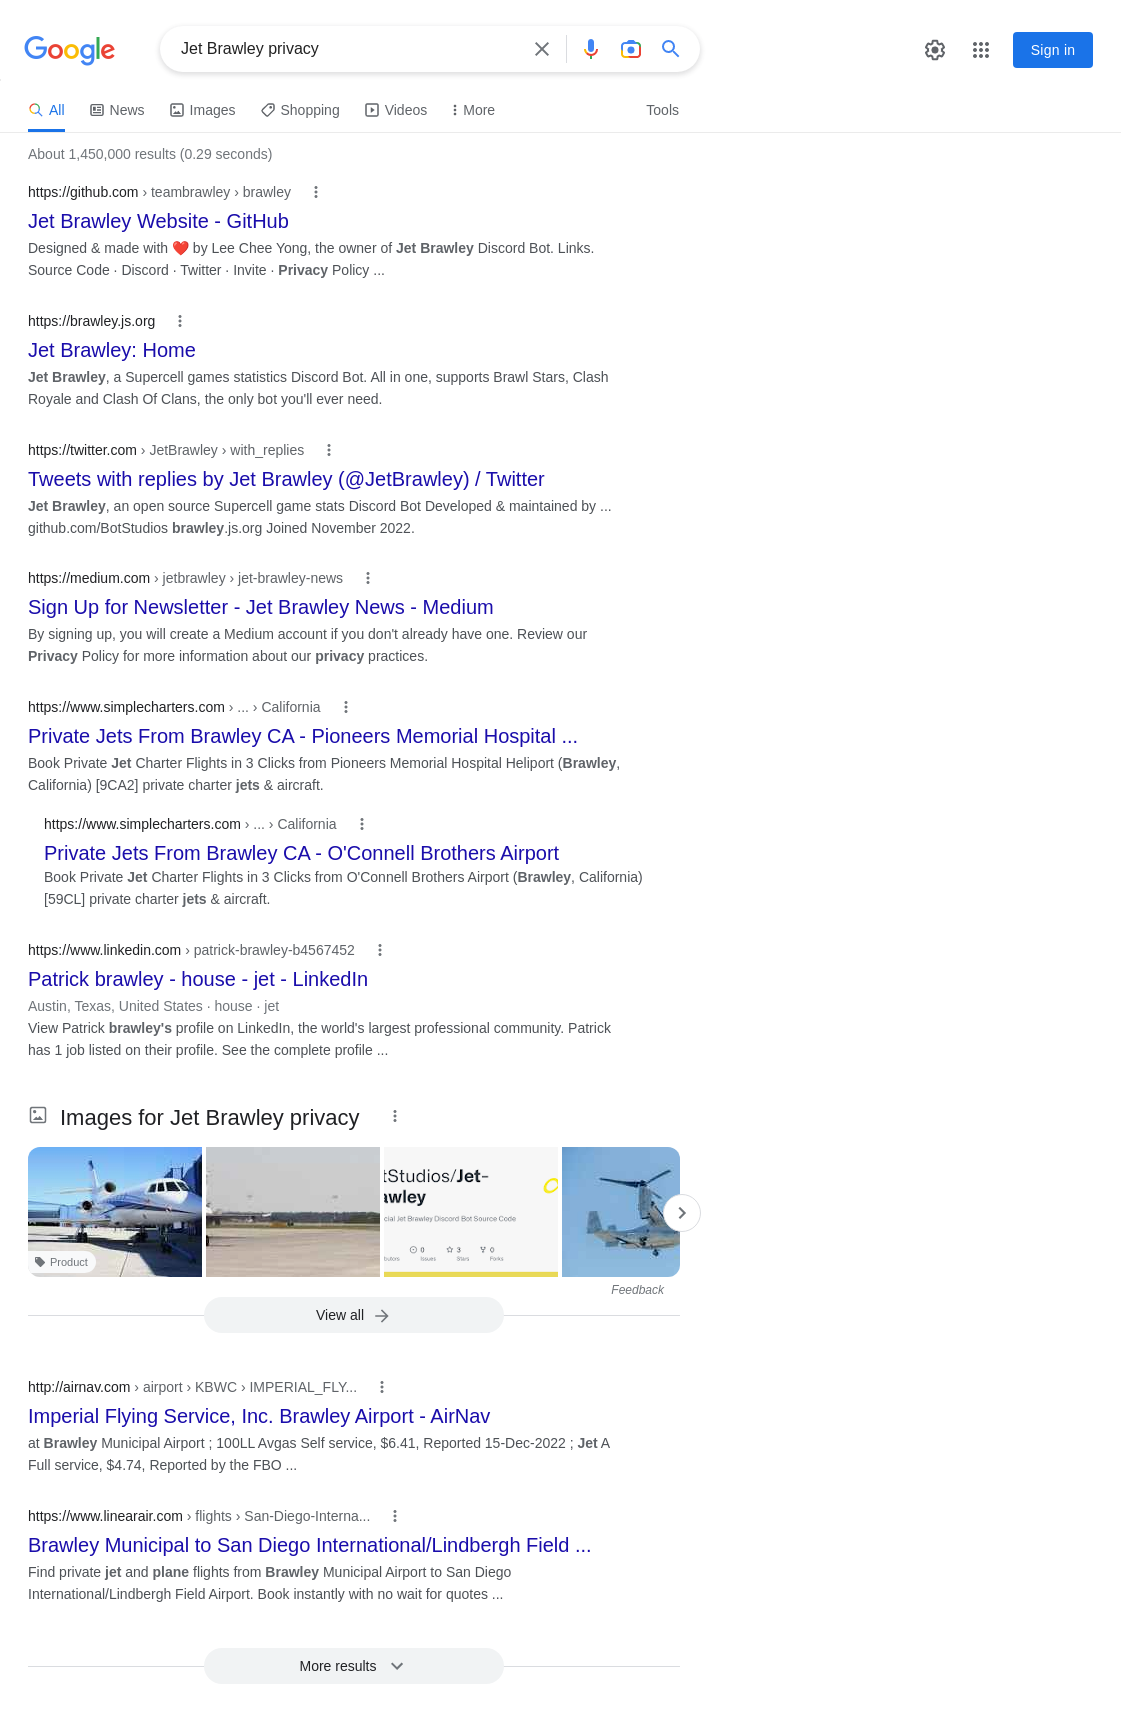 Google
Jet Brawley privacy
Sign in
All
News
Images
Shopping
Videos
More
Tools
About 1,450,000 results (0.29 seconds)
https://github.com › teambrawley › brawley
Jet Brawley Website - GitHub
Designed & made with ❤️ by Lee Chee Yong, the owner of Jet Brawley Discord Bot. Links.
Source Code · Discord · Twitter · Invite · Privacy Policy ...
https://brawley.js.org
Jet Brawley: Home
Jet Brawley, a Supercell games statistics Discord Bot. All in one, supports Brawl Stars, Clash
Royale and Clash Of Clans, the only bot you'll ever need.
https://twitter.com › JetBrawley › with_replies
Tweets with replies by Jet Brawley (@JetBrawley) / Twitter
Jet Brawley, an open source Supercell game stats Discord Bot Developed & maintained by ...
github.com/BotStudios brawley.js.org Joined November 2022.
https://medium.com › jetbrawley › jet-brawley-news
Sign Up for Newsletter - Jet Brawley News - Medium
By signing up, you will create a Medium account if you don't already have one. Review our
Privacy Policy for more information about our privacy practices.
https://www.simplecharters.com › ... › California
Private Jets From Brawley CA - Pioneers Memorial Hospital ...
Book Private Jet Charter Flights in 3 Clicks from Pioneers Memorial Hospital Heliport (Brawley,
California) [9CA2] private charter jets & aircraft.
https://www.simplecharters.com › ... › California
Private Jets From Brawley CA - O'Connell Brothers Airport
Book Private Jet Charter Flights in 3 Clicks from O'Connell Brothers Airport (Brawley, California)
[59CL] private charter jets & aircraft.
https://www.linkedin.com › patrick-brawley-b4567452
Patrick brawley - house - jet - LinkedIn
Austin, Texas, United States · house · jet
View Patrick brawley's profile on LinkedIn, the world's largest professional community. Patrick
has 1 job listed on their profile. See the complete profile ...
Images for Jet Brawley privacy
tStudios/Jet-
awley
cial Jet Brawley Discord Bot Source Code
0 3 0
buters Issues Stars Forks
Product
Feedback
View all
http://airnav.com › airport › KBWC › IMPERIAL_FLY...
Imperial Flying Service, Inc. Brawley Airport - AirNav
at Brawley Municipal Airport ; 100LL Avgas Self service, $6.41, Reported 15-Dec-2022 ; Jet A
Full service, $4.74, Reported by the FBO ...
https://www.linearair.com › flights › San-Diego-Interna...
Brawley Municipal to San Diego International/Lindbergh Field ...
Find private jet and plane flights from Brawley Municipal Airport to San Diego
International/Lindbergh Field Airport. Book instantly with no wait for quotes ...
More results